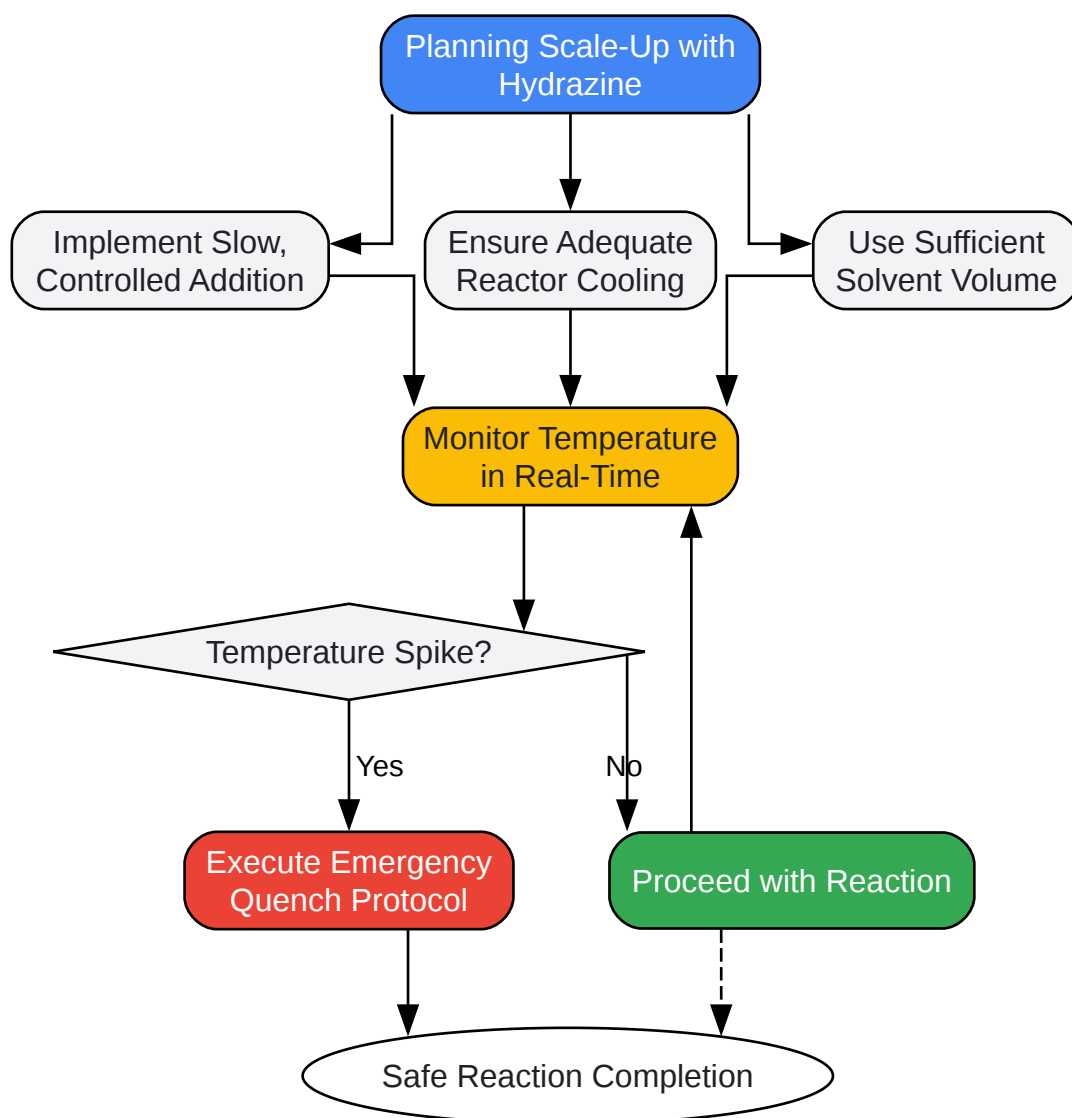 Planning Scale-Up with
Hydrazine
Implement Slow,
Controlled Addition
Ensure Adequate
Reactor Cooling
Use Sufficient
Solvent Volume
Monitor Temperature
in Real-Time
Temperature Spike?
Yes
No
Execute Emergency
Quench Protocol
Proceed with Reaction
Safe Reaction Completion